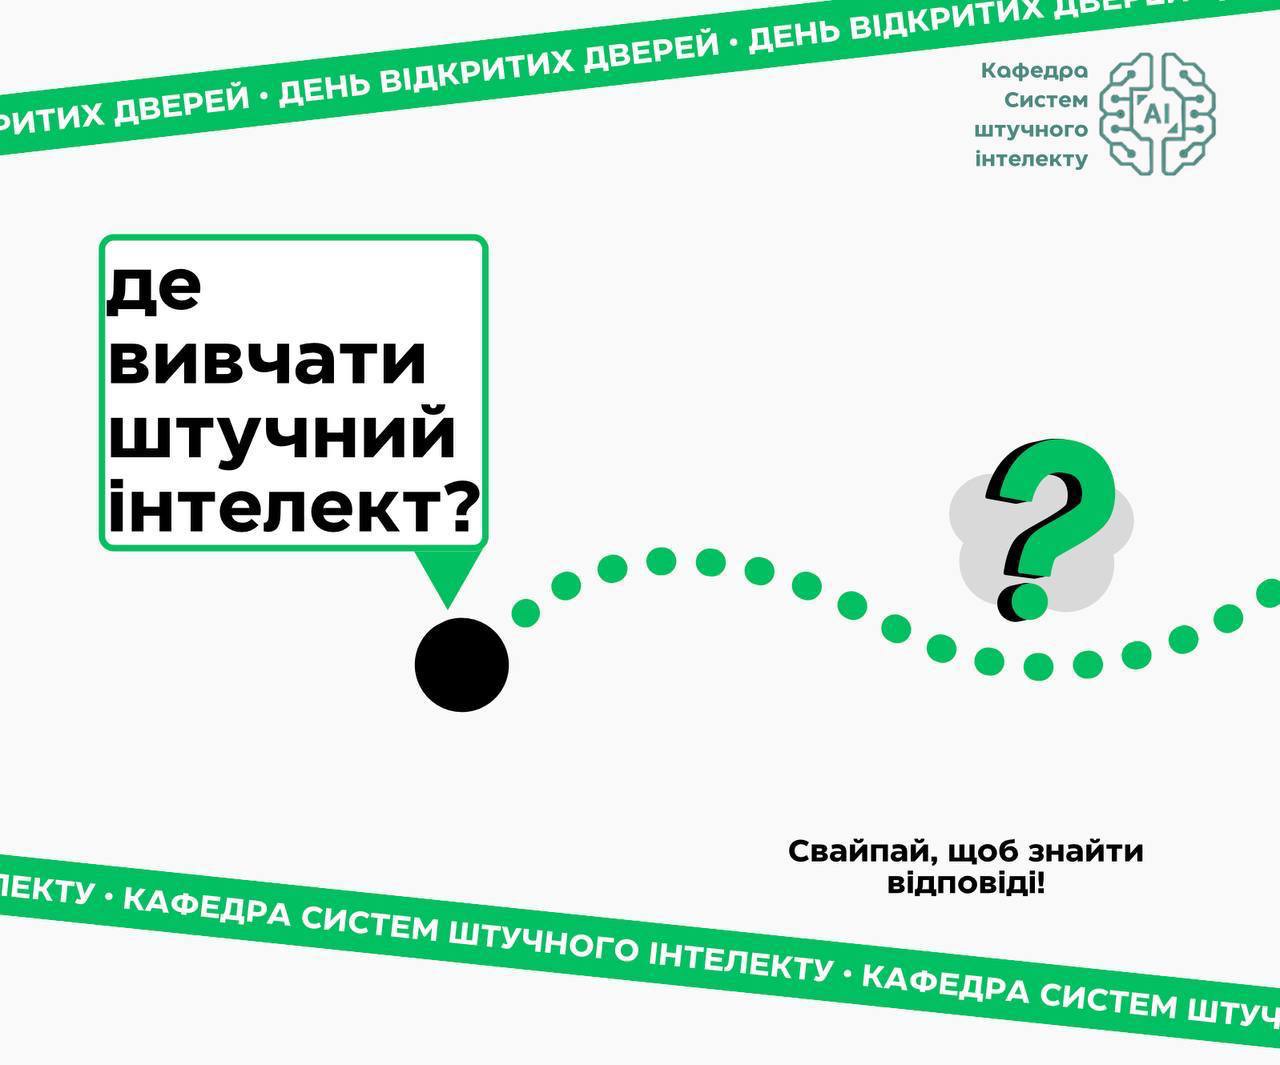 РИТИХ ДВЕРЕЙ • ДЕНЬ ВІДКРИТИХ ДВЕРЕЙ • ДЕНЬ ВІДКРИТИХ ДВЕРЕЙ
Кафедра
Систем
штучного
інтелекту
AI
де
вивчати
штучний
інтелект?
?
Свайпай, щоб знайти
відповіді!
ЛЕКТУ • КАФЕДРА СИСТЕМ ШТУЧНОГО ІНТЕЛЕКТУ • КАФЕДРА СИСТЕМ ШТУЧ